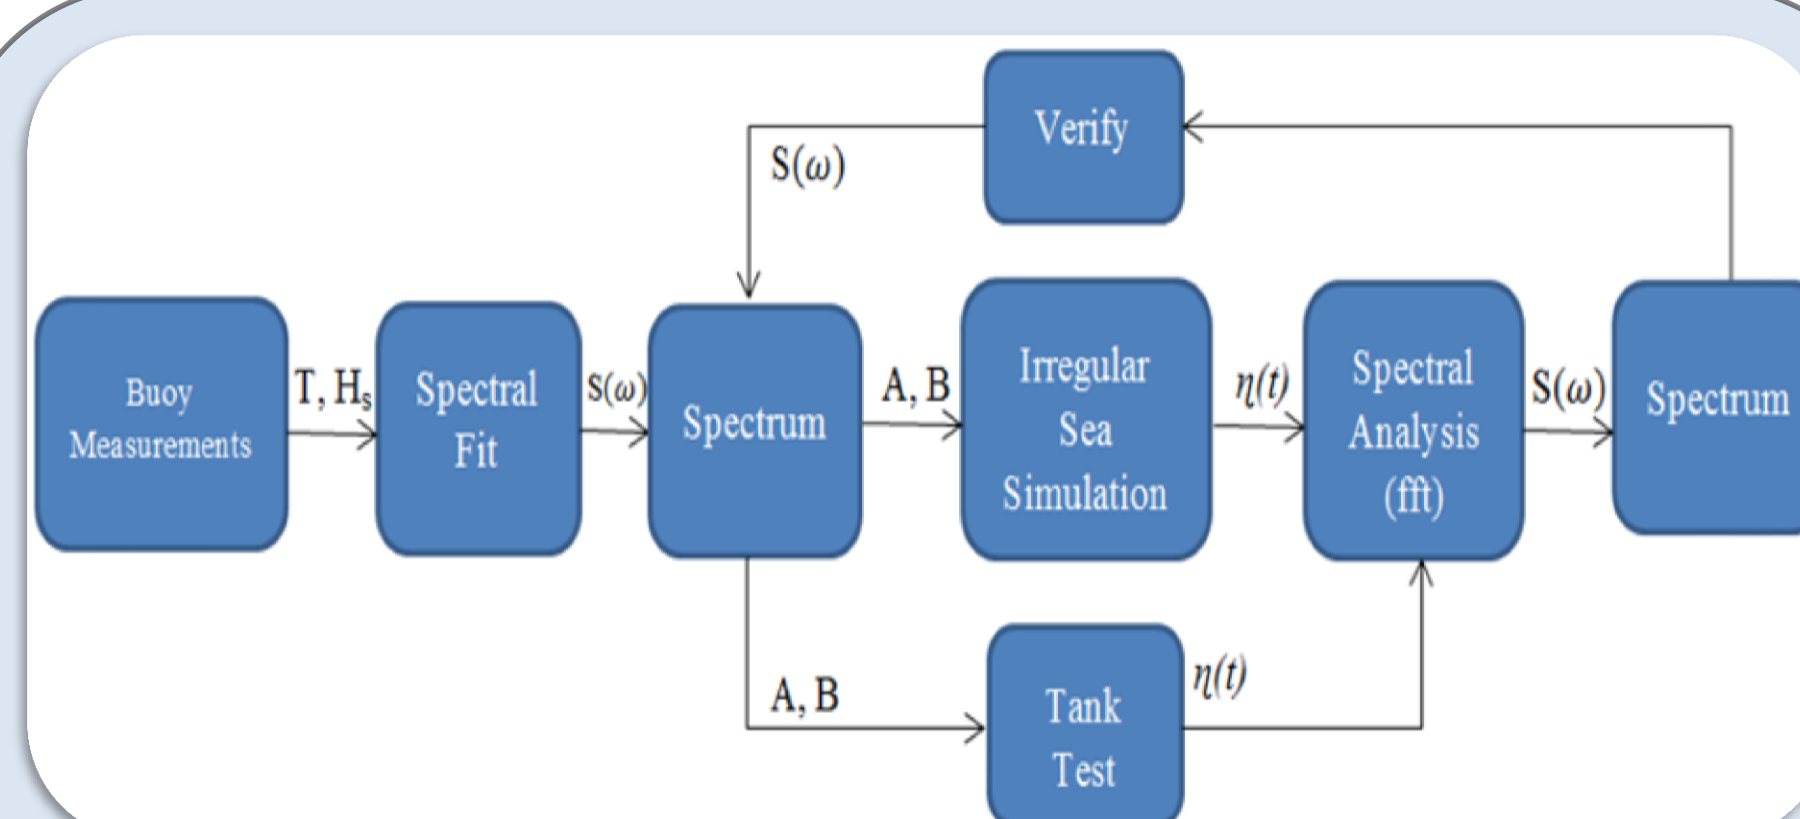 Verify
S(ω)
Buoy
Measurements
T, Hs
Spectral
Fit
S(ω)
Spectrum
A, B
Irregular
Sea
Simulation
η(t)
Spectral
Analysis
(fft)
S(ω)
Spectrum
A, B
Tank
Test
η(t)